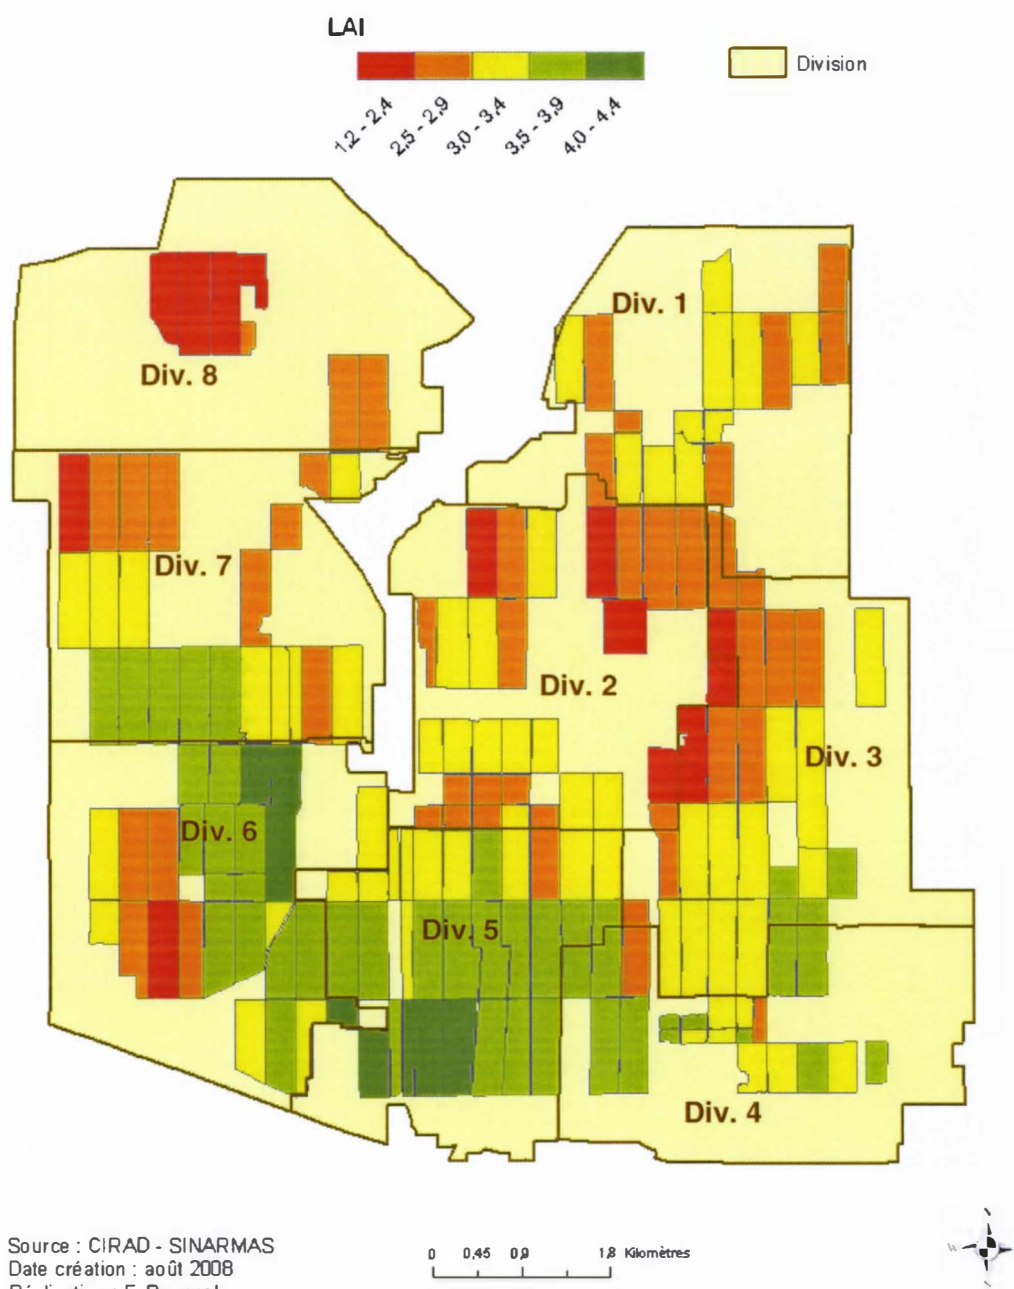 LAI
1,2 - 2,4
2,5 - 2,9
3,0 - 3,4
3,5 - 3,9
4,0 - 4,4
Division
Div. 1
Div. 8
Div. 7
Div. 2
Div. 3
Div. 6
Div. 5
Div. 4
Source : CIRAD - SINARMAS
Date création : août 2008
0 0,45 0,9 1,8 Kilomètres
W